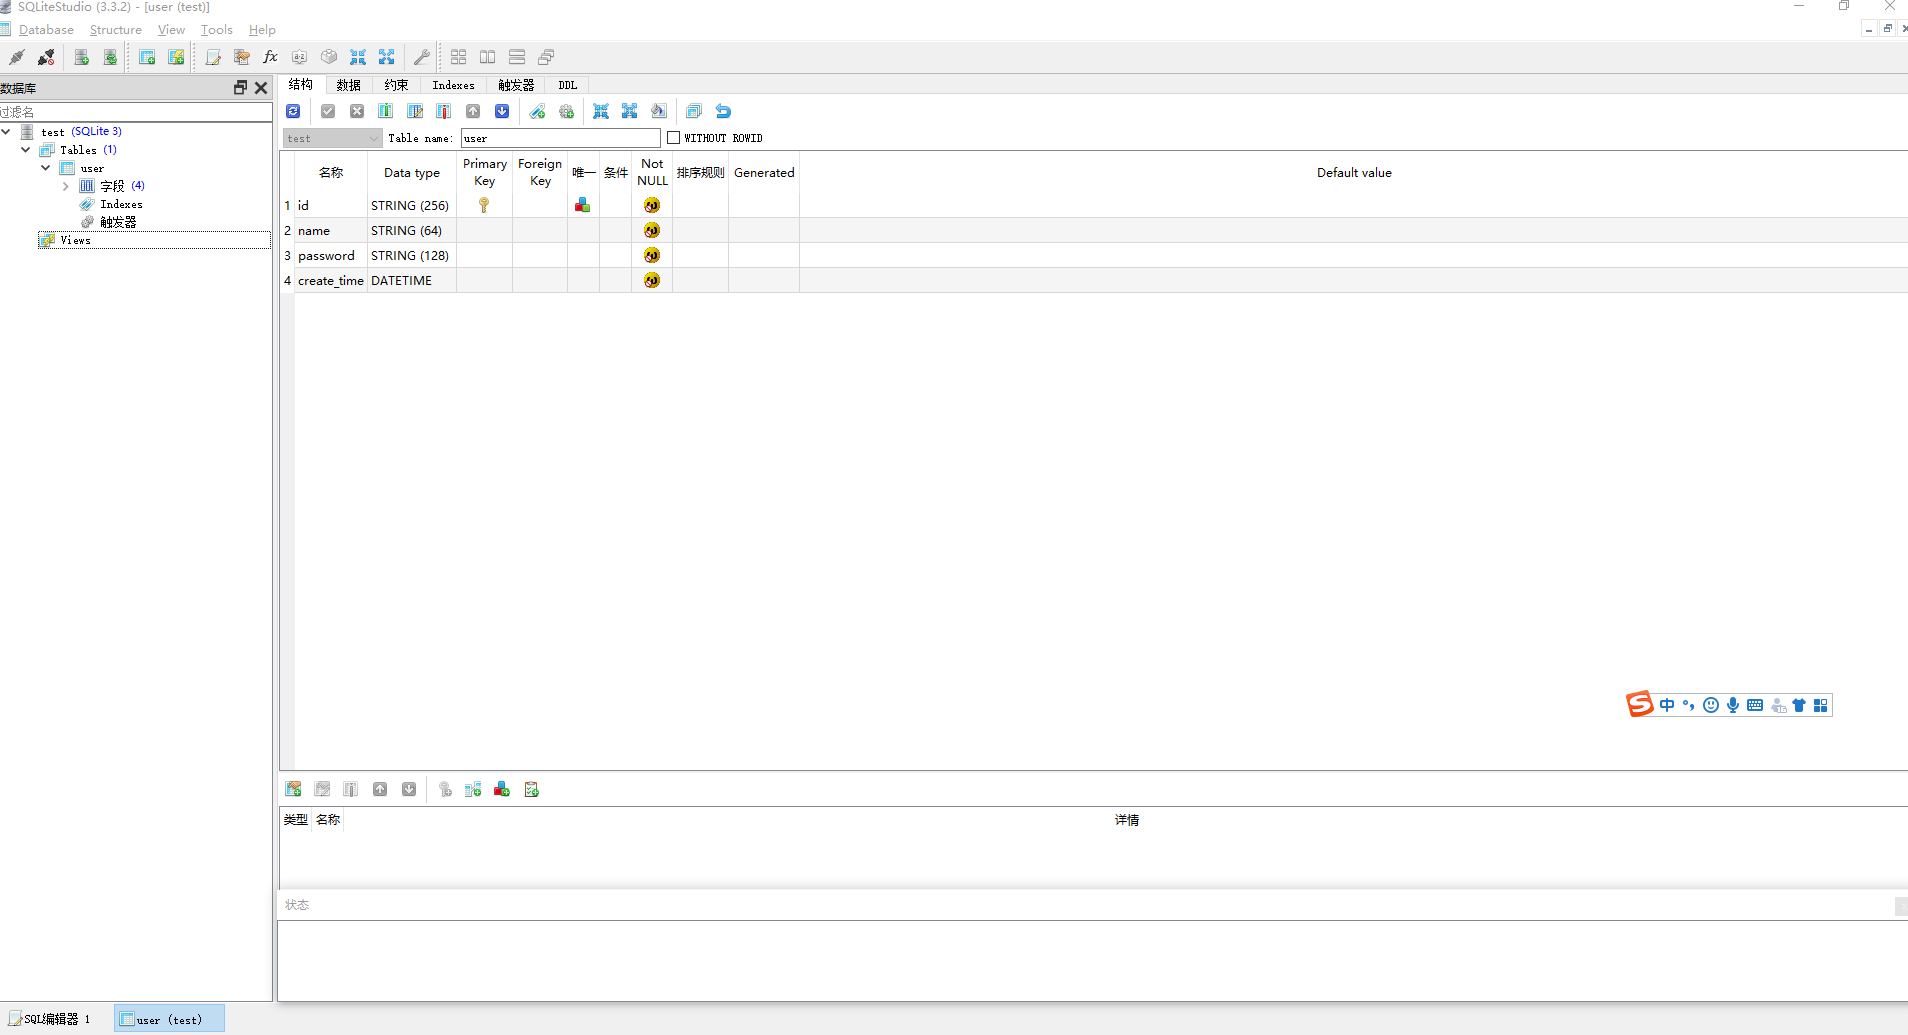 SQLiteStudio (3.3.2) - [user (test)]
Database Structure View Tools Help
数据库
过滤名
test (SQLite 3)
Tables (1)
user
字段 (4)
Indexes
触发器
Views
结构 数据 约束 Indexes 触发器 DDL
test Table name: user WITHOUT ROWID
名称 Data type Primary Key Foreign Key 唯一 条件 Not NULL 排序规则 Generated Default value
1 id STRING (256)
2 name STRING (64)
3 password STRING (128)
4 create_time DATETIME
中
类型 名称 详情
状态
SQL编辑器 1 user (test)